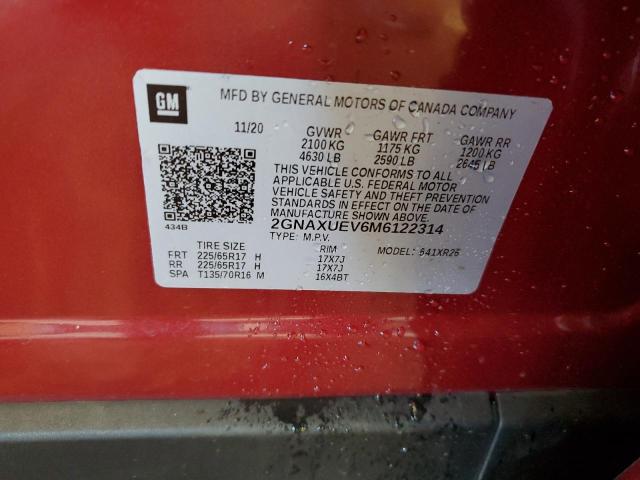 GM
MFD BY GENERAL MOTORS OF CANADA COMPANY
11/20 GVWR GAWR FRT GAWR RR
2100 KG 1175 KG 1200 KG
4630 LB 2590 LB 2645 LB
THIS VEHICLE CONFORMS TO ALL
APPLICABLE U.S. FEDERAL MOTOR
VEHICLE SAFETY AND THEFT PREVENTION
STANDARDS IN EFFECT ON THE DATE OF
MANUFACTURE SHOWN ABOVE.
434B 2GNAXUEV6M6122314
TYPE: M.P.V. MODEL: 641XR26
TIRE SIZE RIM
FRT 225/65R17 H 17X7J
RR 225/65R17 H 17X7J
SPA T135/70R16 M 16X4BT